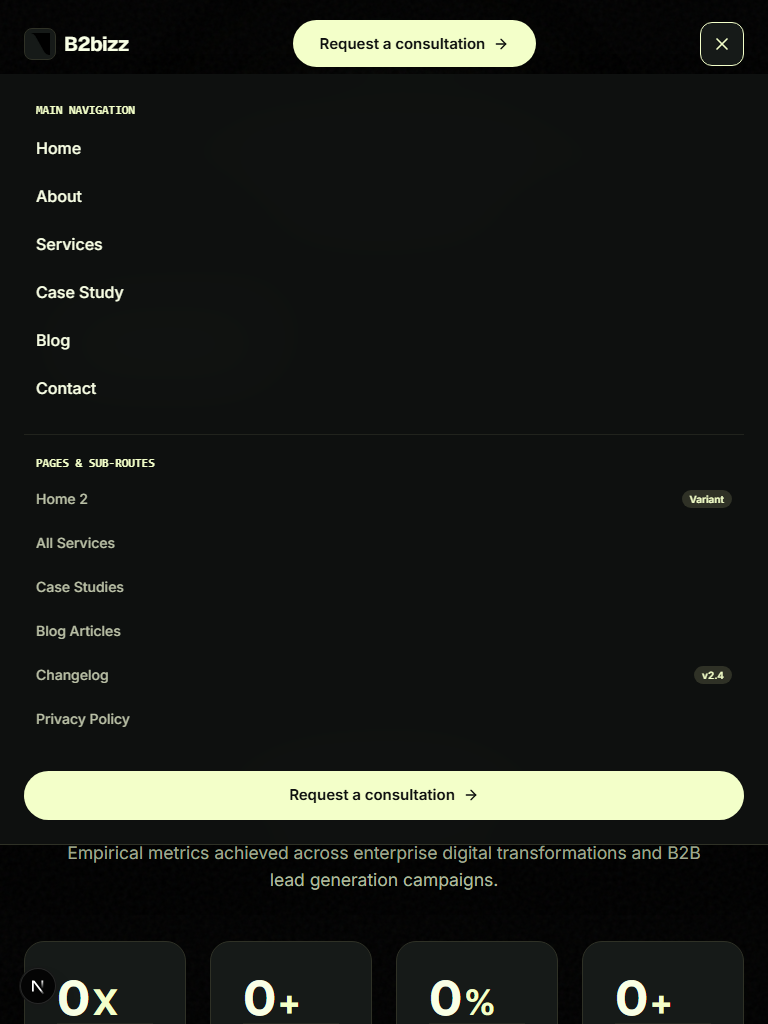 B2bizz
Request a consultation →
MAIN NAVIGATION
Home
About
Services
Case Study
Blog
Contact
PAGES & SUB-ROUTES
Home 2
Variant
All Services
Case Studies
Blog Articles
Changelog
v2.4
Privacy Policy
Request a consultation →
Empirical metrics achieved across enterprise digital transformations and B2B
lead generation campaigns.
N
0X
0+
0%
0+